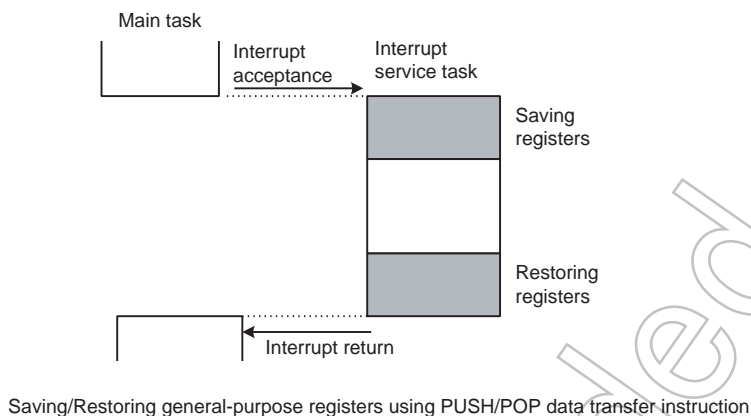 Main task
Interrupt
acceptance
Interrupt
service task
Saving
registers
Restoring
registers
Interrupt return
Saving/Restoring general-purpose registers using PUSH/POP data transfer instruction